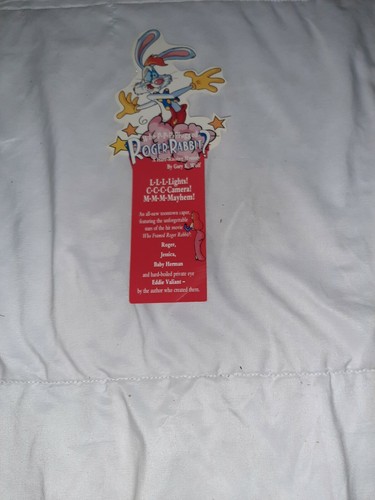 ROGER RABBIT?
By Gary K. Wolf
L-L-L-Lights!
C-C-C-Camera!
M-M-M-Mayhem!
An all-new toontown caper,
featuring the unforgettable
stars of the hit movie
Who Framed Roger Rabbit?
Roger,
Jessica,
Baby Herman
and hard-boiled private eye
Eddie Valiant –
by the author who created them.